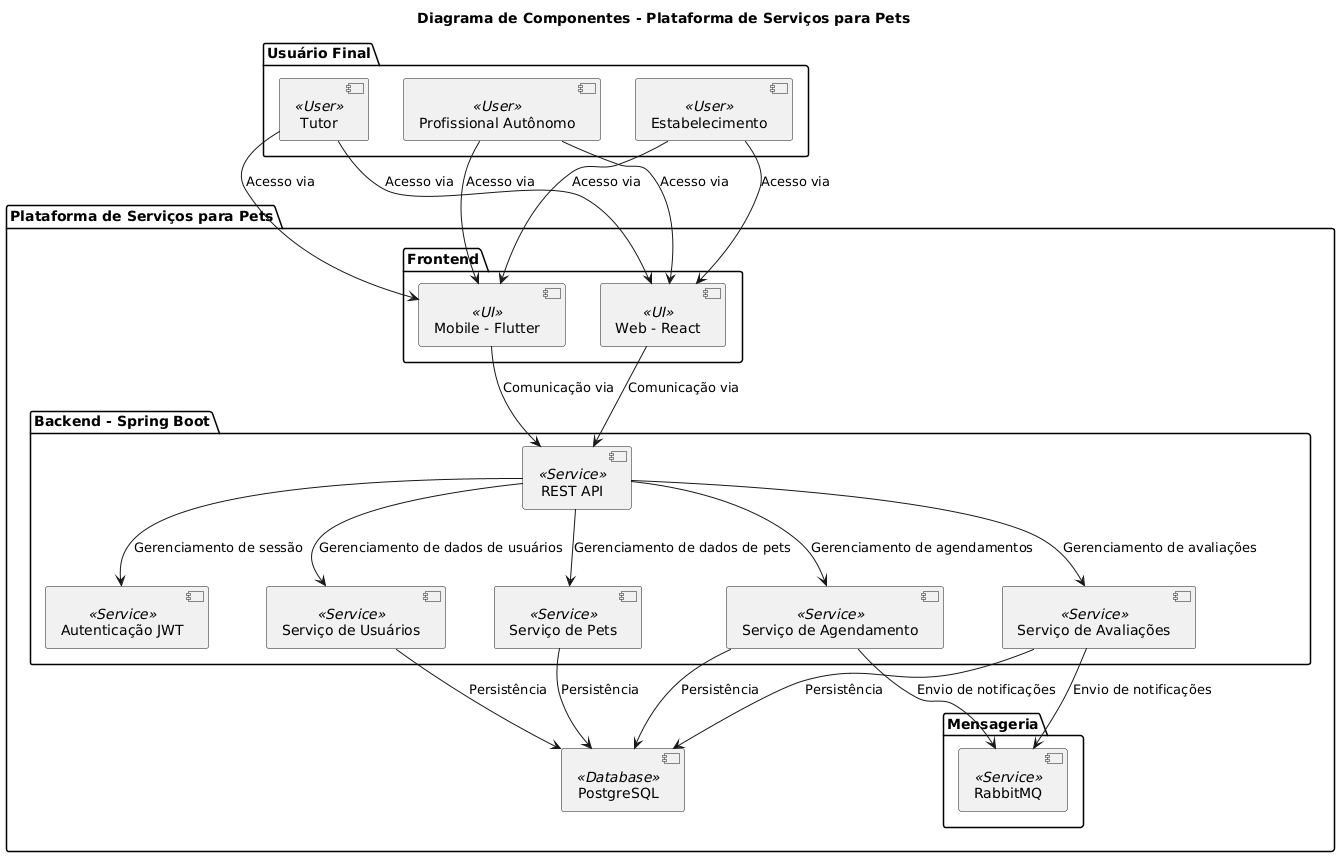 Diagrama de Componentes - Plataforma de Serviços para Pets
Usuário Final
«User»
Tutor
«User»
Profissional Autônomo
«User»
Estabelecimento
Acesso via
Acesso via
Acesso via
Acesso via
Acesso via
Acesso via
Plataforma de Serviços para Pets
Frontend
«UI»
Mobile - Flutter
«UI»
Web - React
Comunicação via
Comunicação via
Backend - Spring Boot
«Service»
REST API
Gerenciamento de sessão
Gerenciamento de dados de usuários
Gerenciamento de dados de pets
Gerenciamento de agendamentos
Gerenciamento de avaliações
«Service»
Autenticação JWT
«Service»
Serviço de Usuários
«Service»
Serviço de Pets
«Service»
Serviço de Agendamento
«Service»
Serviço de Avaliações
Persistência
Persistência
Persistência
Persistência
Envio de notificações
Envio de notificações
Mensageria
«Database»
PostgreSQL
«Service»
RabbitMQ